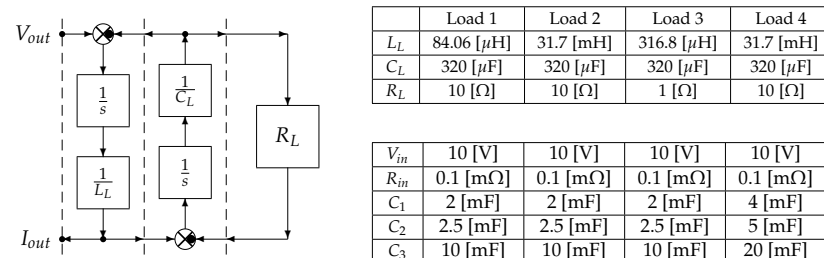 V_out
1/s
1/C_L
R_L
1/L_L
1/s
I_out
Load 1 Load 2 Load 3 Load 4
L_L 84.06 [μH] 31.7 [mH] 316.8 [μH] 31.7 [mH]
C_L 320 [μF] 320 [μF] 320 [μF] 320 [μF]
R_L 10 [Ω] 10 [Ω] 1 [Ω] 10 [Ω]
V_in 10 [V] 10 [V] 10 [V] 10 [V]
R_in 0.1 [mΩ] 0.1 [mΩ] 0.1 [mΩ] 0.1 [mΩ]
C_1 2 [mF] 2 [mF] 2 [mF] 4 [mF]
C_2 2.5 [mF] 2.5 [mF] 2.5 [mF] 5 [mF]
C_3 10 [mF] 10 [mF] 10 [mF] 20 [mF]